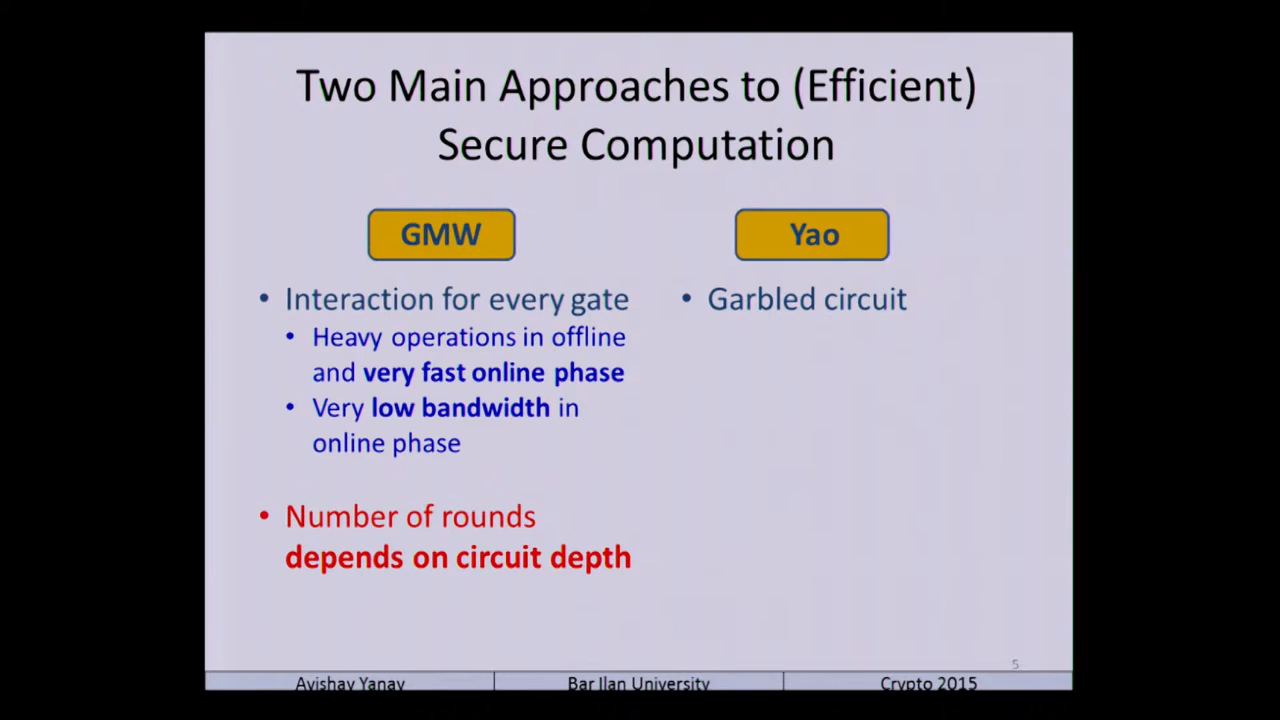 Two Main Approaches to (Efficient)
Secure Computation
GMW
• Interaction for every gate
• Heavy operations in offline
and very fast online phase
• Very low bandwidth in
online phase
• Number of rounds
depends on circuit depth
Yao
• Garbled circuit
5
Avishay Yanay
Bar Ilan University
Crypto 2015